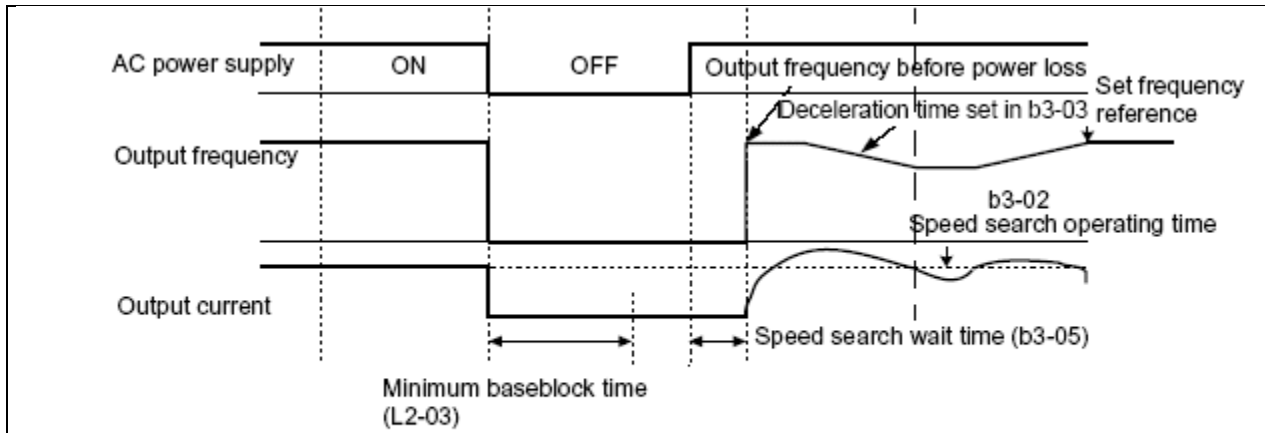 AC power supply
ON
OFF
Output frequency before power loss
Set frequency
reference
Deceleration time set in b3-03
Output frequency
b3-02
Speed search operating time
Output current
Speed search wait time (b3-05)
Minimum baseblock time
(L2-03)